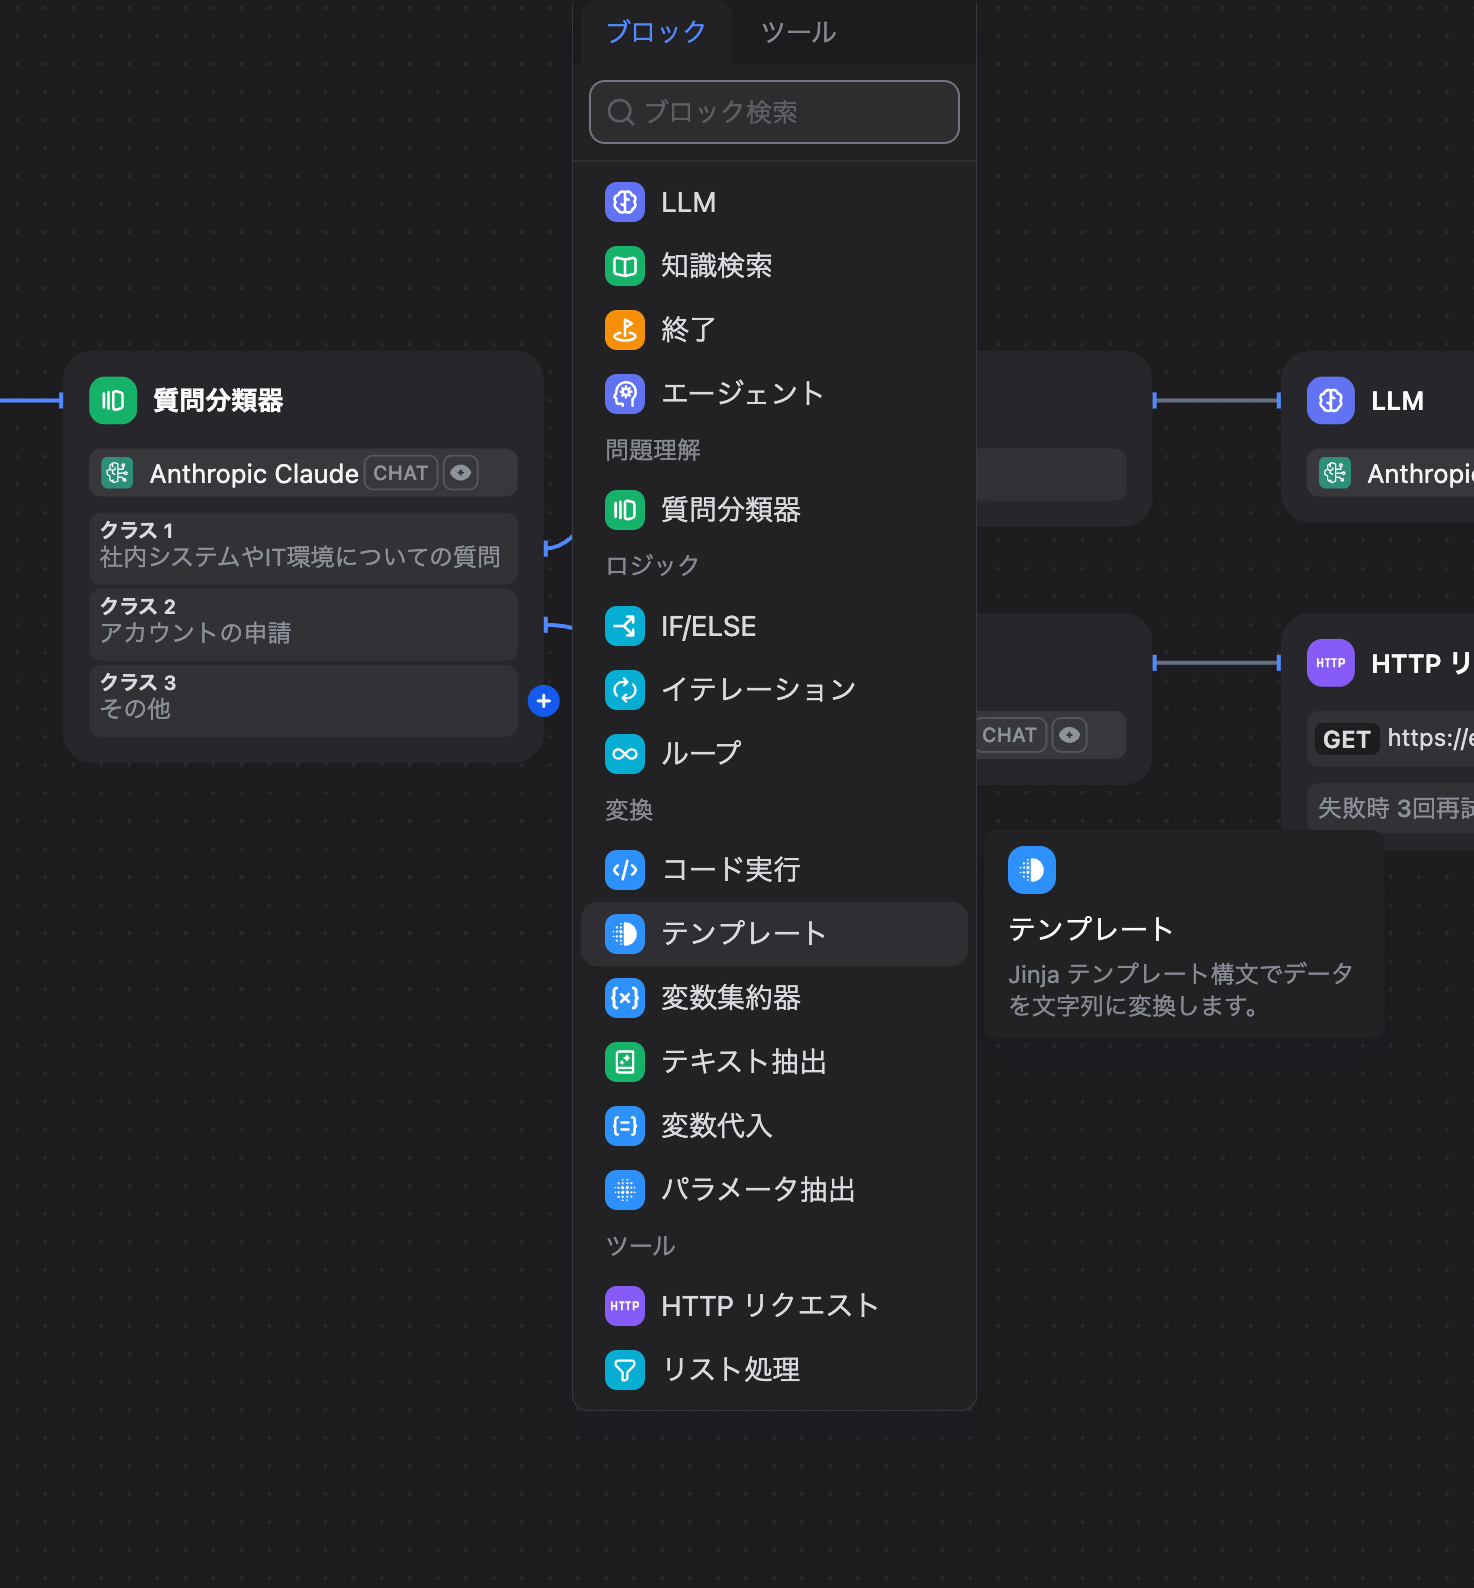 ブロック
ツール
ブロック検索
LLM
知識検索
終了
エージェント
問題理解
質問分類器
ロジック
IF/ELSE
イテレーション
ループ
変換
コード実行
テンプレート
変数集約器
テキスト抽出
変数代入
パラメータ抽出
ツール
HTTP リクエスト
リスト処理
質問分類器
Anthropic Claude CHAT
クラス 1
社内システムやIT環境についての質問
クラス 2
アカウントの申請
クラス 3
その他
LLM
Anthropic
CHAT
HTTP
HTTP リ
GET https://e
失敗時 3回再試
テンプレート
Jinja テンプレート構文でデータ
を文字列に変換します。